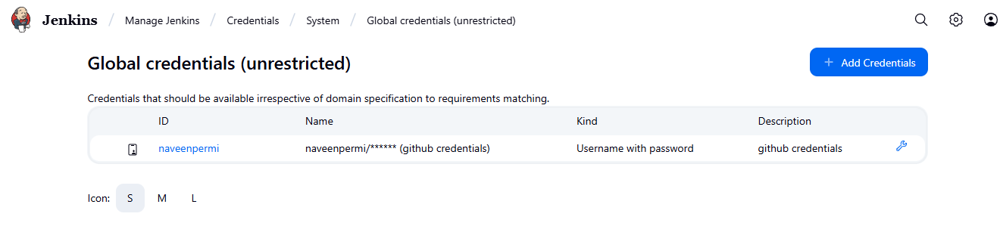 Jenkins / Manage Jenkins / Credentials / System / Global credentials (unrestricted)
Global credentials (unrestricted)
+ Add Credentials
Credentials that should be available irrespective of domain specification to requirements matching.
ID Name Kind Description
naveenpermi naveenpermi/****** (github credentials) Username with password github credentials
Icon: S M L